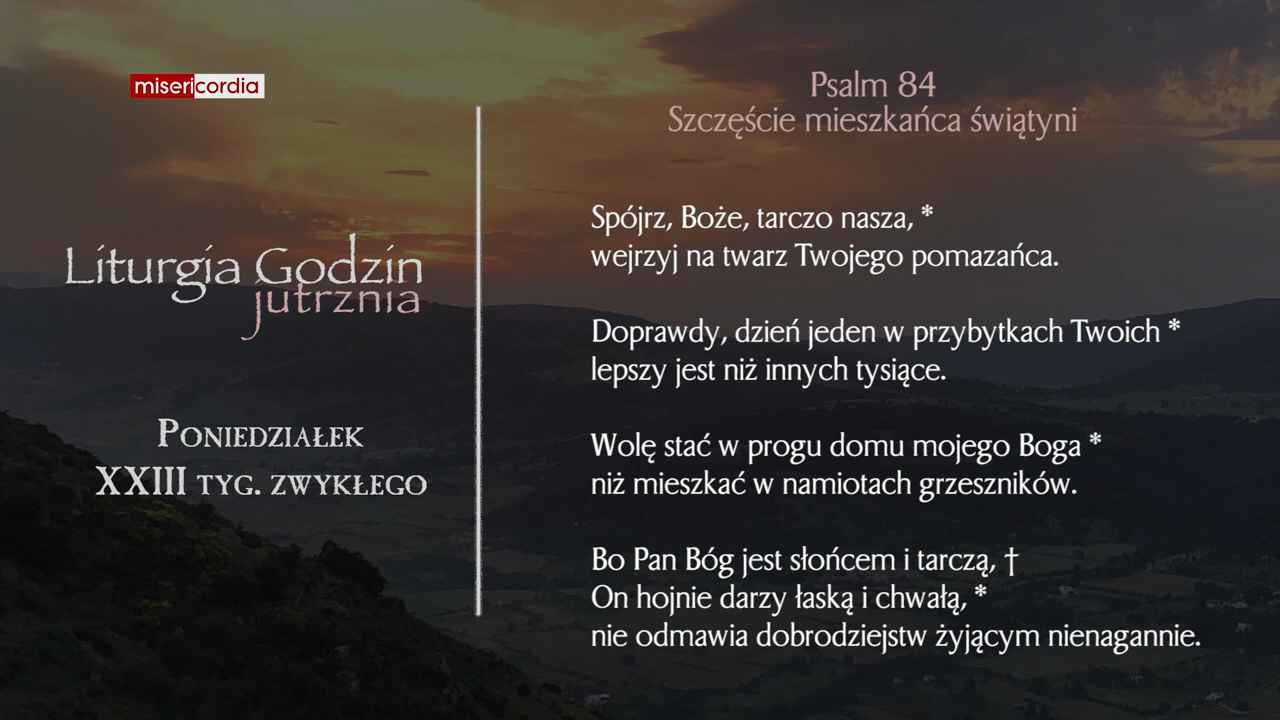 misericordia
Liturgia Godzin
jutrznia
Poniedziałek
XXIII tyg. zwykłego
Psalm 84
Szczęście mieszkańca świątyni
Spójrz, Boże, tarczo nasza, *
wejrzyj na twarz Twojego pomazańca.
Doprawdy, dzień jeden w przybytkach Twoich *
lepszy jest niż innych tysiące.
Wolę stać w progu domu mojego Boga *
niż mieszkać w namiotach grzeszników.
Bo Pan Bóg jest słońcem i tarczą, †
On hojnie darzy łaską i chwałą, *
nie odmawia dobrodziejstw żyjącym nienagannie.